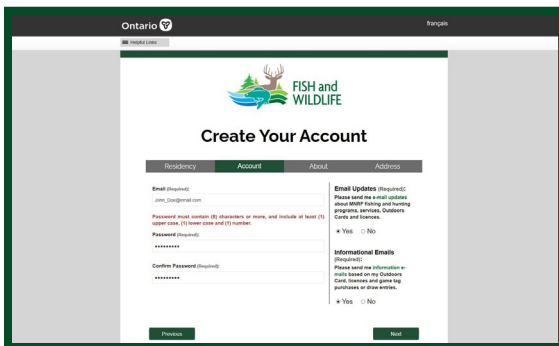 Ontario
français
Helpful Links
FISH and
WILDLIFE
Create Your Account
Residency
Account
About
Address
Email (Required):
John_Doe@email.com
Password must contain (8) characters or more, and include at least (1)
upper case, (1) lower case and (1) number.
Password (Required):
•••••••••
Confirm Password (Required):
•••••••••
Email Updates (Required):
Please send me e-mail updates
about MNRF fishing and hunting
programs, services, Outdoors
Cards and licences.
Yes
No
Informational Emails
(Required):
Please send me information e-
mails based on my Outdoors
Card, licences and game tag
purchases or draw entries.
Yes
No
Previous
Next